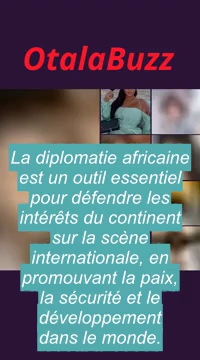 OtalaBuzz
La diplomatie africaine
est un outil essentiel
pour défendre les
intérêts du continent
sur la scène
internationale, en
promouvant la paix,
la sécurité et le
développement
dans le monde.